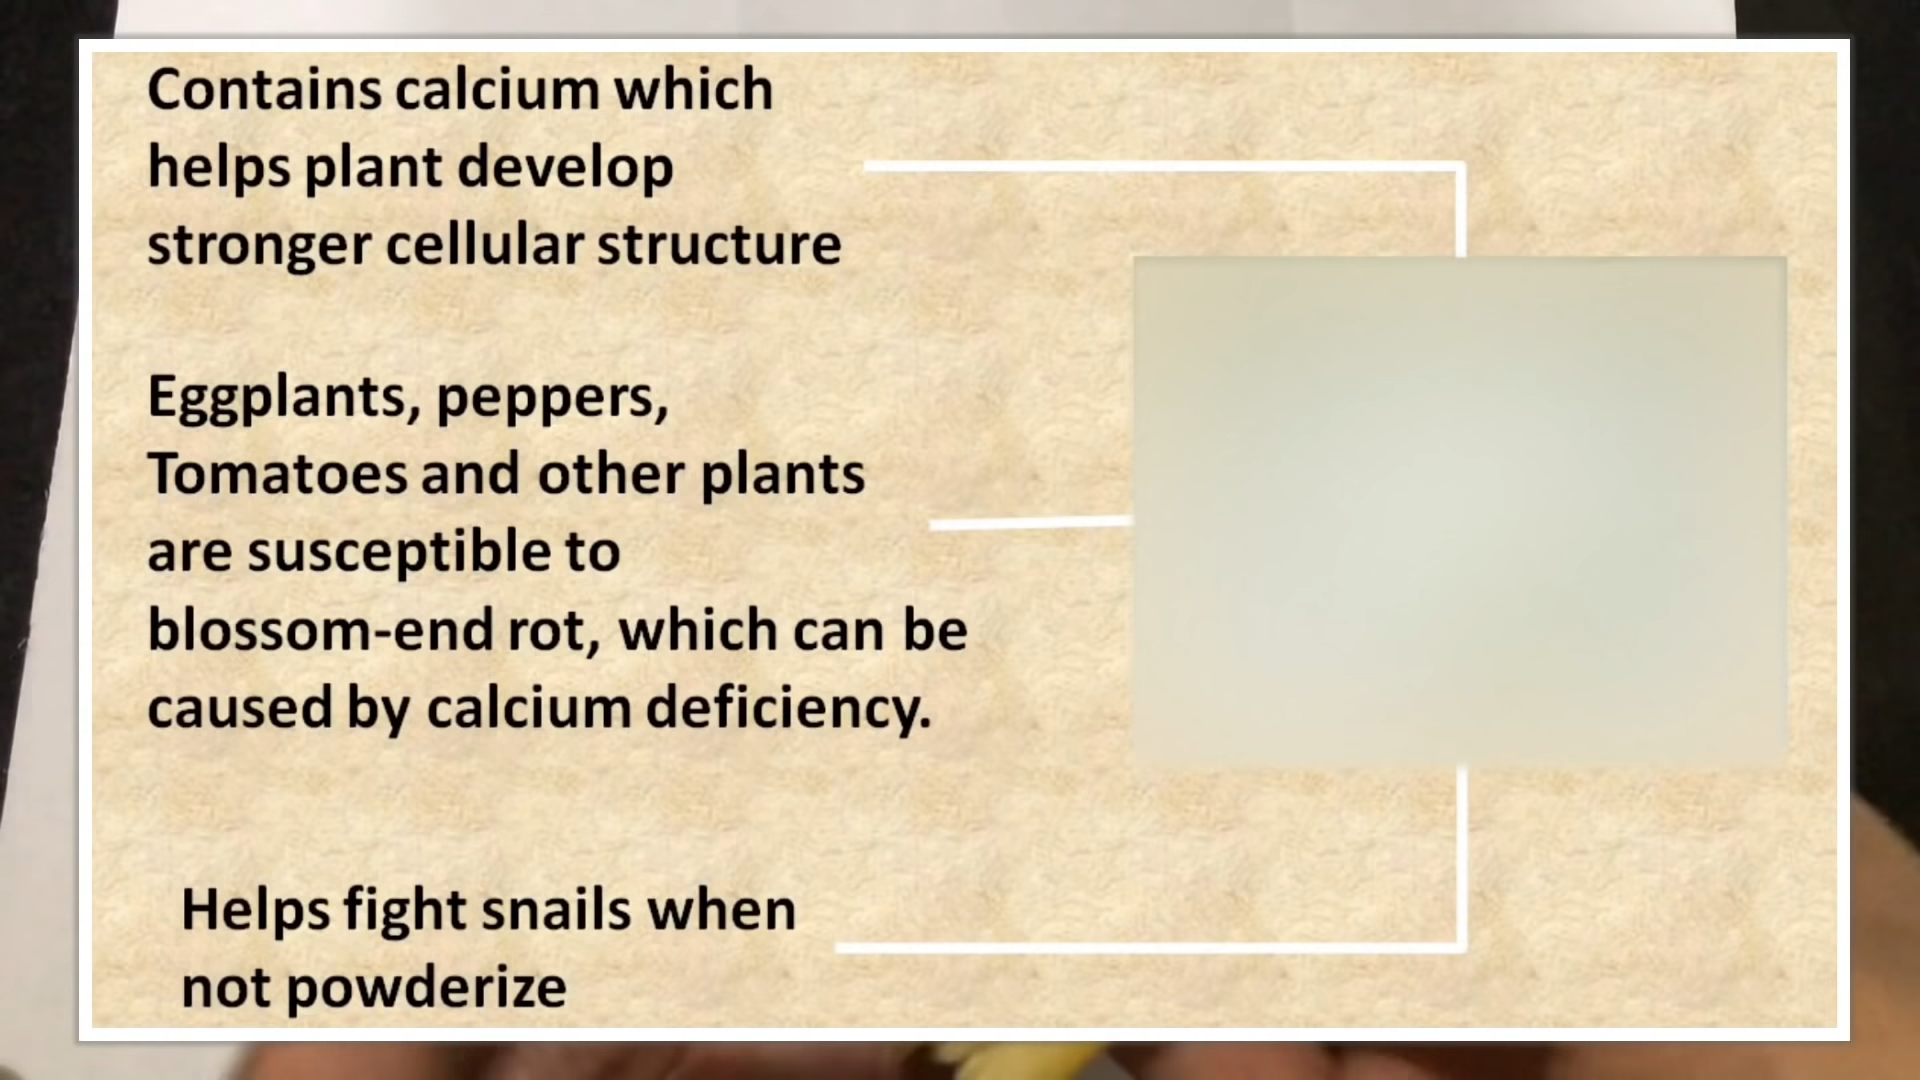 Contains calcium which
helps plant develop
stronger cellular structure
Eggplants, peppers,
Tomatoes and other plants
are susceptible to
blossom-end rot, which can be
caused by calcium deficiency.
Helps fight snails when
not powderize